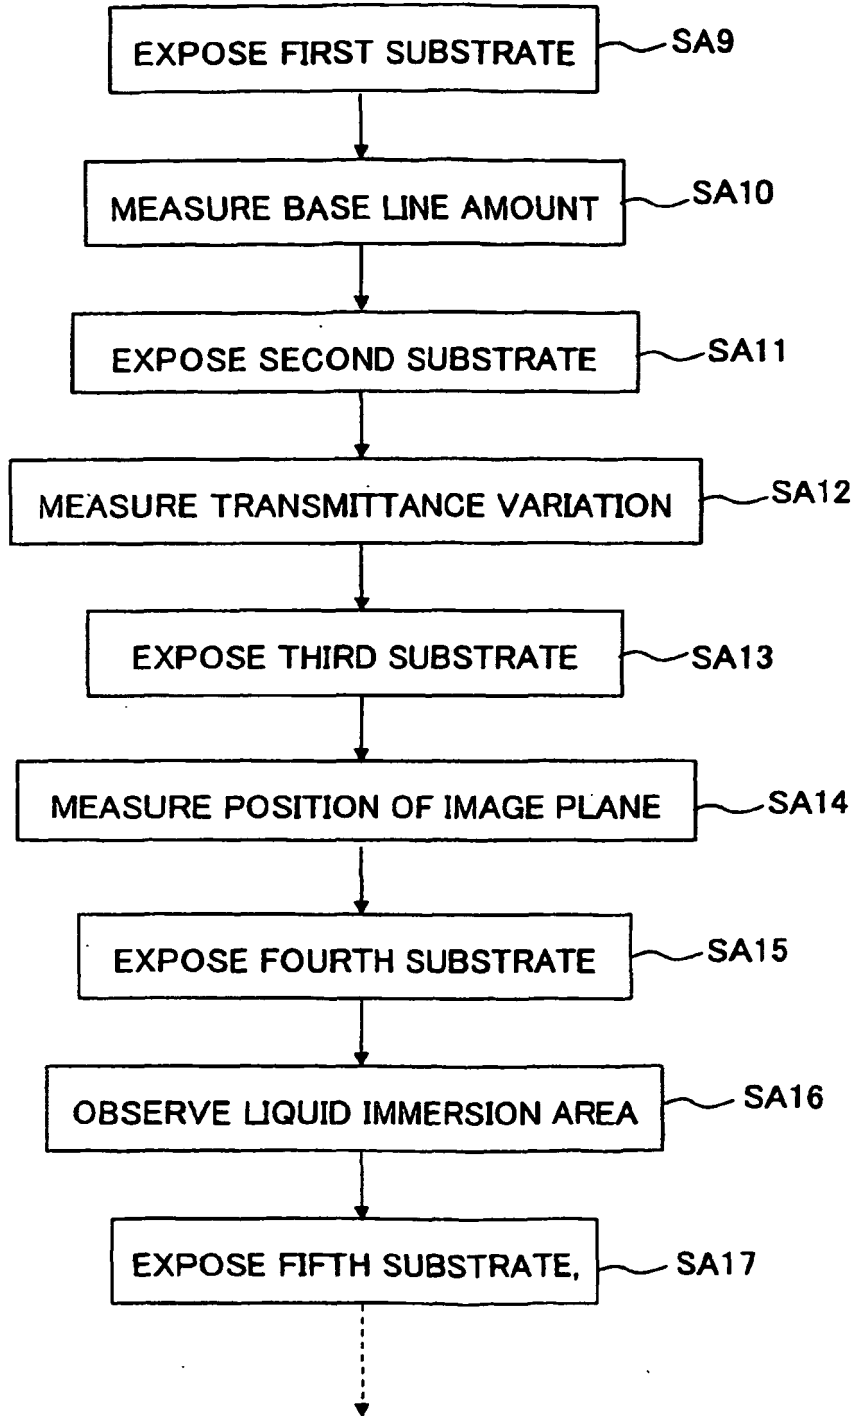 EXPOSE FIRST SUBSTRATE
SA9
MEASURE BASE LINE AMOUNT
SA10
EXPOSE SECOND SUBSTRATE
SA11
MEASURE TRANSMITTANCE VARIATION
SA12
EXPOSE THIRD SUBSTRATE
SA13
MEASURE POSITION OF IMAGE PLANE
SA14
EXPOSE FOURTH SUBSTRATE
SA15
OBSERVE LIQUID IMMERSION AREA
SA16
EXPOSE FIFTH SUBSTRATE,
SA17